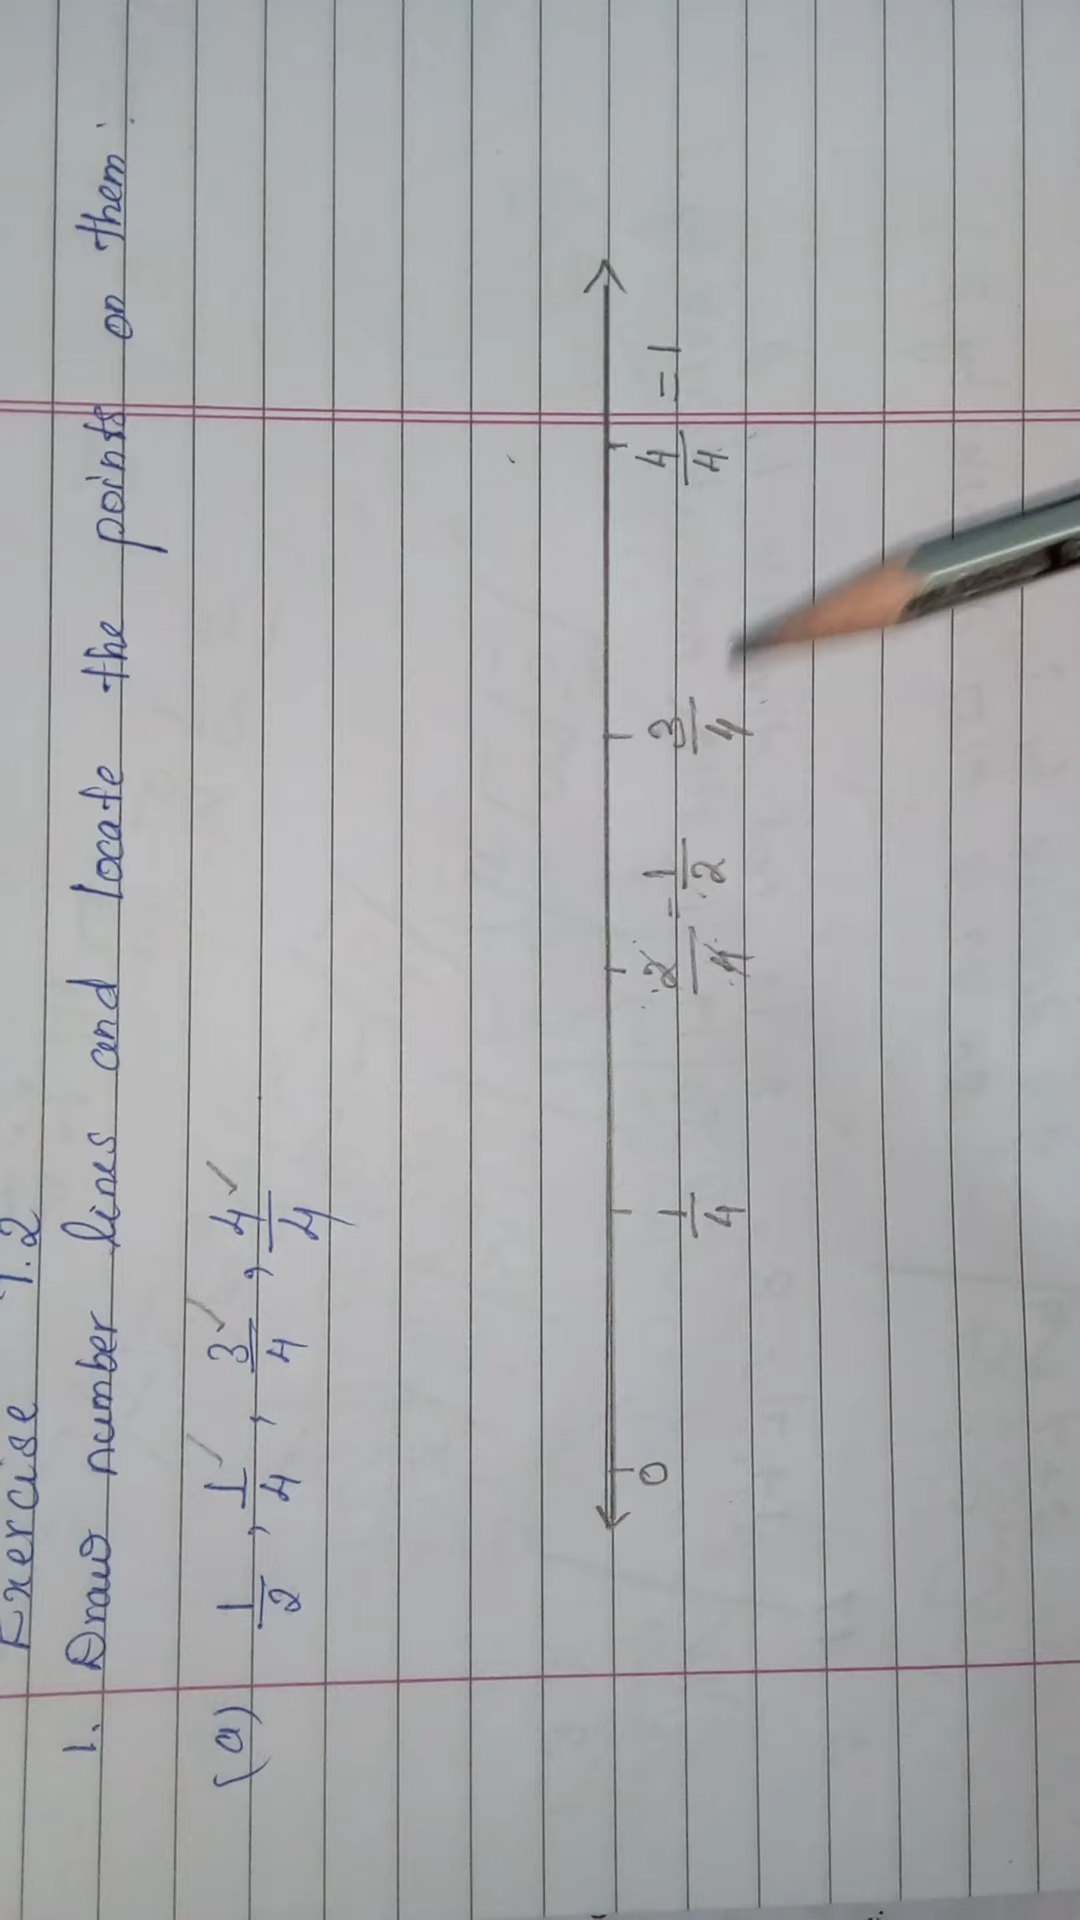 Exercise 7.2
1. Draw number lines and locate the points on them:
(a) 1/2, 1/4, 3/4, 4/4
0 1/4 2/4 = 1/2 3/4 4/4 = 1